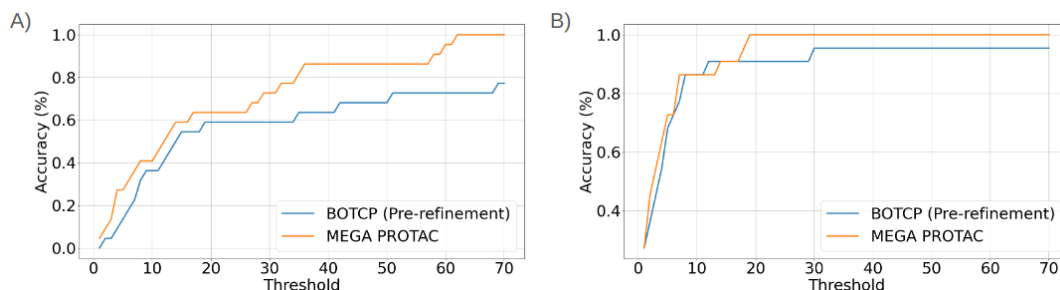 A)
1.0
0.8
0.6
0.4
0.2
0.0
Accuracy (%)
BOTCP (Pre-refinement)
MEGA PROTAC
0 10 20 30 40 50 60 70
Threshold
B)
1.0
0.8
0.6
0.4
Accuracy (%)
BOTCP (Pre-refinement)
MEGA PROTAC
0 10 20 30 40 50 60 70
Threshold